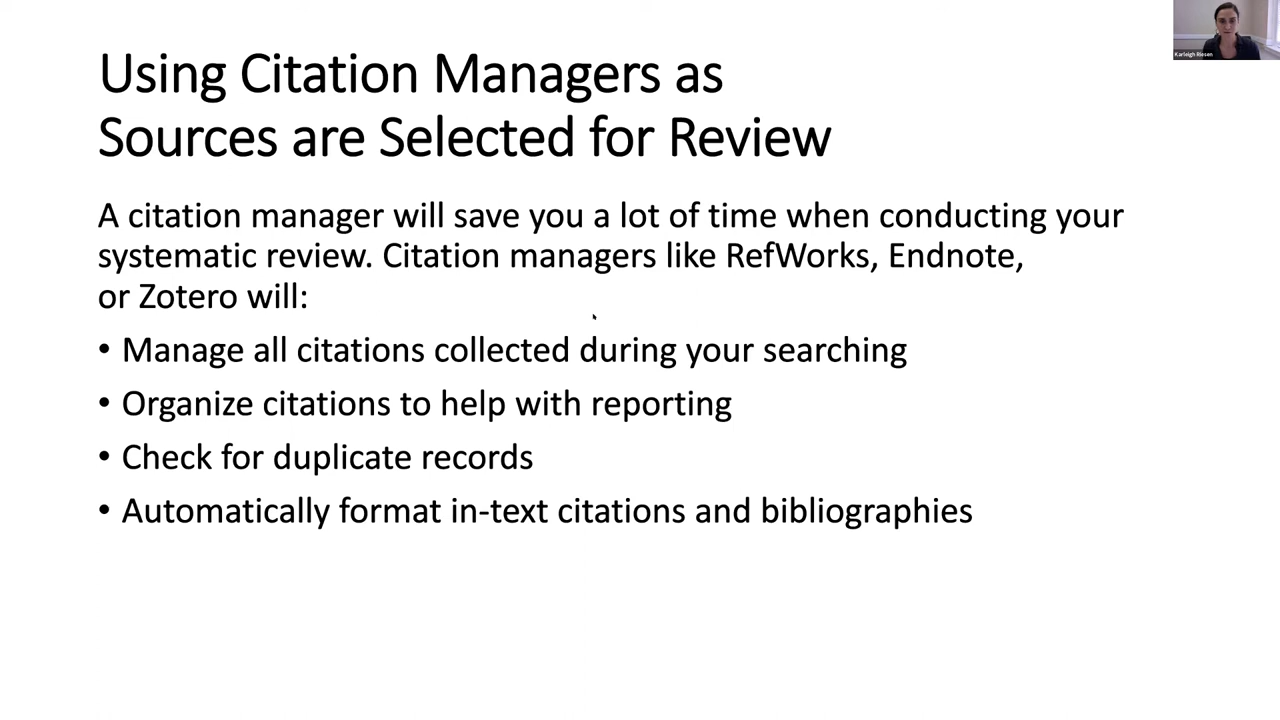 Using Citation Managers as
Sources are Selected for Review
A citation manager will save you a lot of time when conducting your
systematic review. Citation managers like RefWorks, Endnote,
or Zotero will:
• Manage all citations collected during your searching
• Organize citations to help with reporting
• Check for duplicate records
• Automatically format in-text citations and bibliographies
Karleigh Riesen